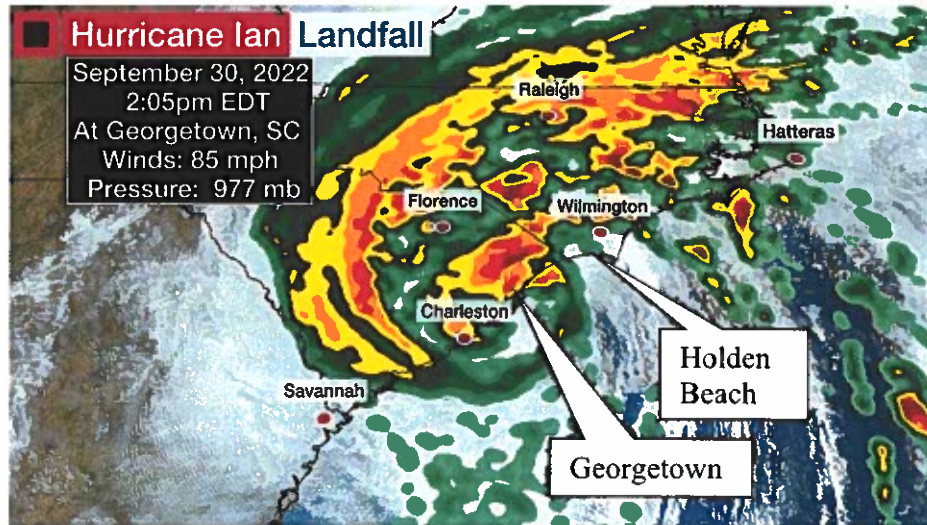 Hurricane Ian Landfall
September 30, 2022
2:05pm EDT
At Georgetown, SC
Winds: 85 mph
Pressure: 977 mb
Raleigh
Hatteras
Florence
Wilmington
Charleston
Savannah
Holden
Beach
Georgetown